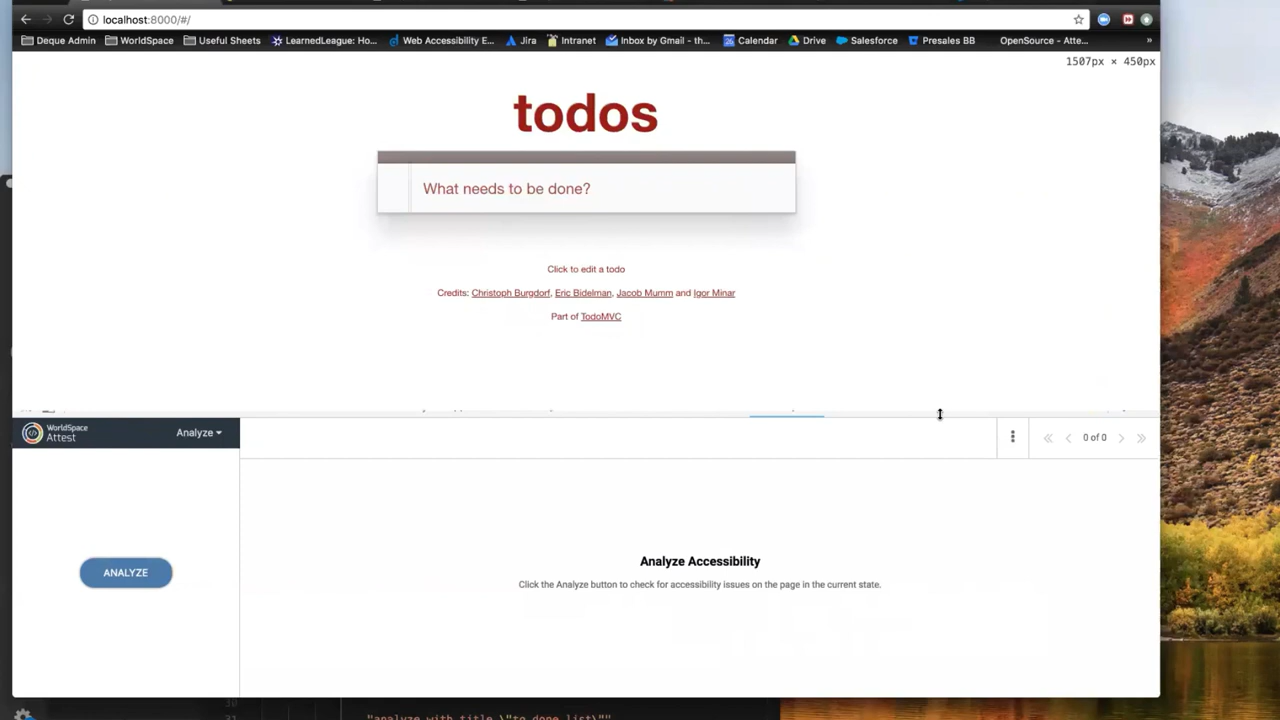 localhost:8000/#/
Deque Admin WorldSpace Useful Sheets LearnedLeague: Ho... Web Accessibility E... Jira Intranet Inbox by Gmail - th... 26 Calendar Drive Salesforce Presales BB OpenSource - Atte... »
1507px × 450px
todos
What needs to be done?
Click to edit a todo
Credits: Christoph Burgdorf, Eric Bidelman, Jacob Mumm and Igor Minar
Part of TodoMVC
WorldSpace
Attest
Analyze
0 of 0
ANALYZE
Analyze Accessibility
Click the Analyze button to check for accessibility issues on the page in the current state.
30
31 "analyze with title \"to done list\""